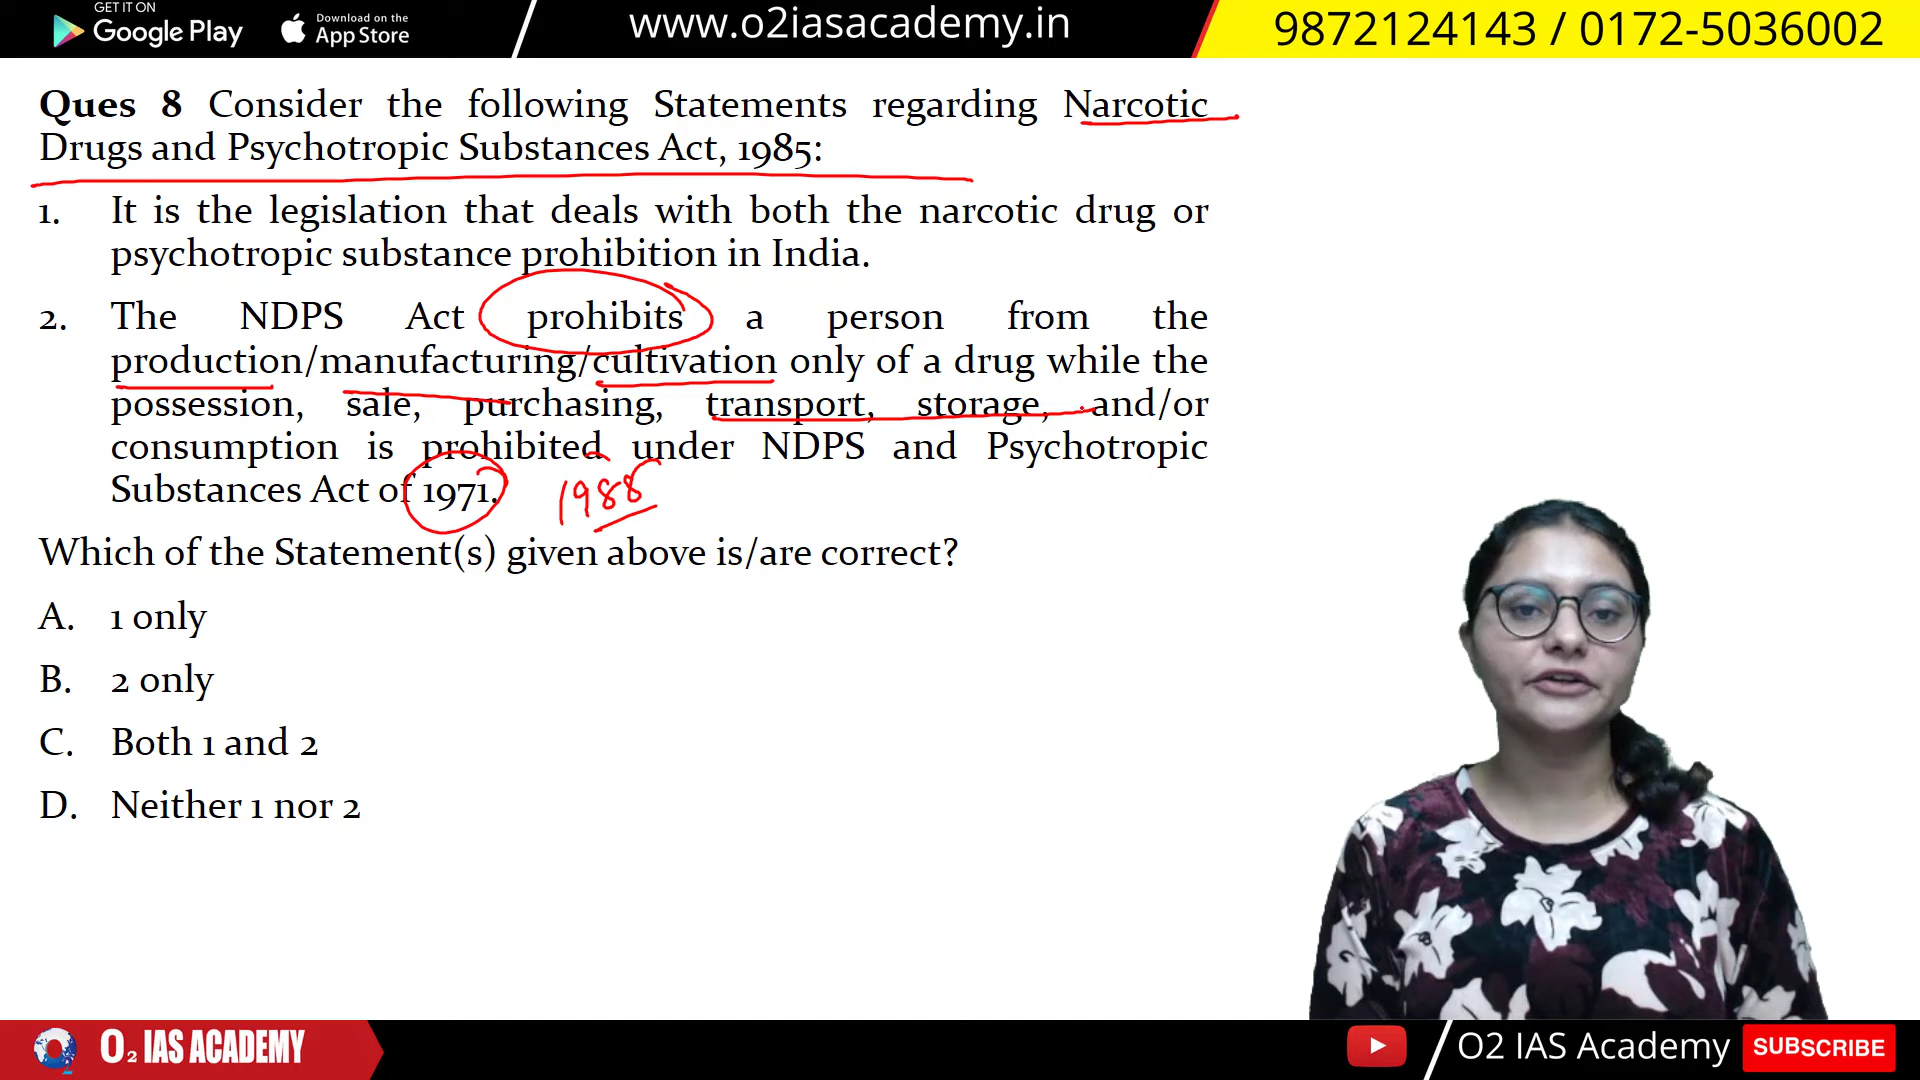 GET IT ON
Google Play
Download on the
App Store
www.o2iasacademy.in
9872124143 / 0172-5036002
Ques 8 Consider the following Statements regarding Narcotic
Drugs and Psychotropic Substances Act, 1985:
1. It is the legislation that deals with both the narcotic drug or
psychotropic substance prohibition in India.
2. The NDPS Act prohibits a person from the
production/manufacturing/cultivation only of a drug while the
possession, sale, purchasing, transport, storage, and/or
consumption is prohibited under NDPS and Psychotropic
Substances Act of 1971.
1988
Which of the Statement(s) given above is/are correct?
A. 1 only
B. 2 only
C. Both 1 and 2
D. Neither 1 nor 2
O2 IAS ACADEMY
O2 IAS Academy
SUBSCRIBE